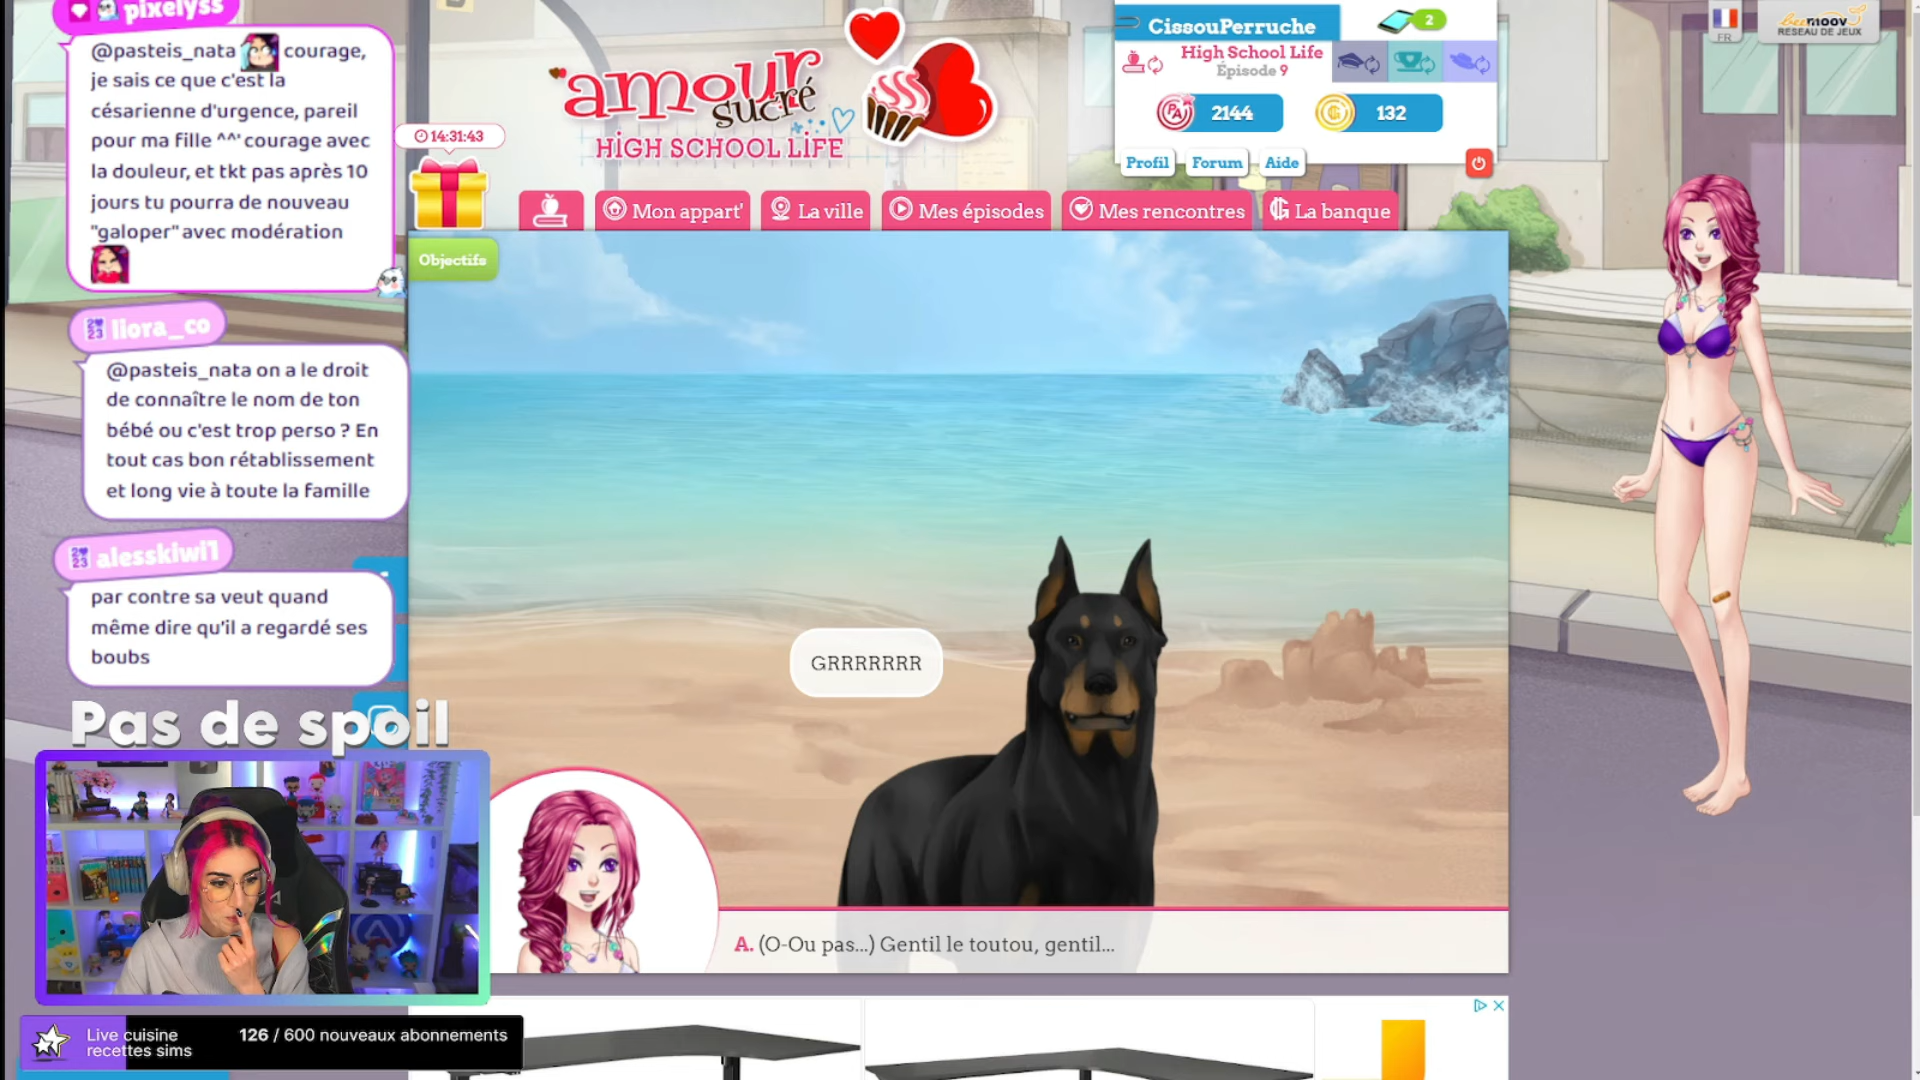 pixelyss
@pasteis_nata courage,
je sais ce que c'est la
césarienne d'urgence, pareil
pour ma fille ^^' courage avec
la douleur, et tkt pas après 10
jours tu pourra de nouveau
"galoper" avec modération
liora_co
@pasteis_nata on a le droit
de connaître le nom de ton
bébé ou c'est trop perso ? En
tout cas bon rétablissement
et long vie à toute la famille
alesskiwi1
par contre sa veut quand
même dire qu'il a regardé ses
boubs
Pas de spoil
Live cuisine
recettes sims
126 / 600 nouveaux abonnements
14:31:43
amour
sucré
HIGH SCHOOL LIFE
CissouPerruche
2
High School Life
Épisode 9
PA 2144
132
Profil
Forum
Aide
FR
beemoov
RESEAU DE JEUX
Mon appart'
La ville
Mes épisodes
Mes rencontres
La banque
Objectifs
GRRRRRRR
A. (O-Ou pas...) Gentil le toutou, gentil...